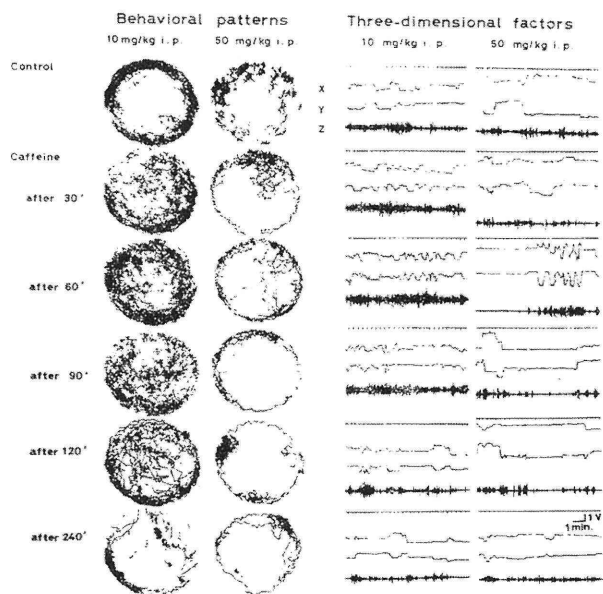 Behavioral patterns
Three-dimensional factors
10 mg/kg i. p.
50 mg/kg i. p.
10 mg/kg i. p.
50 mg/kg i. p.
Control
X
Y
Z
Caffeine
after 30'
after 60'
after 90'
after 120'
after 240'
1 V
1 min.